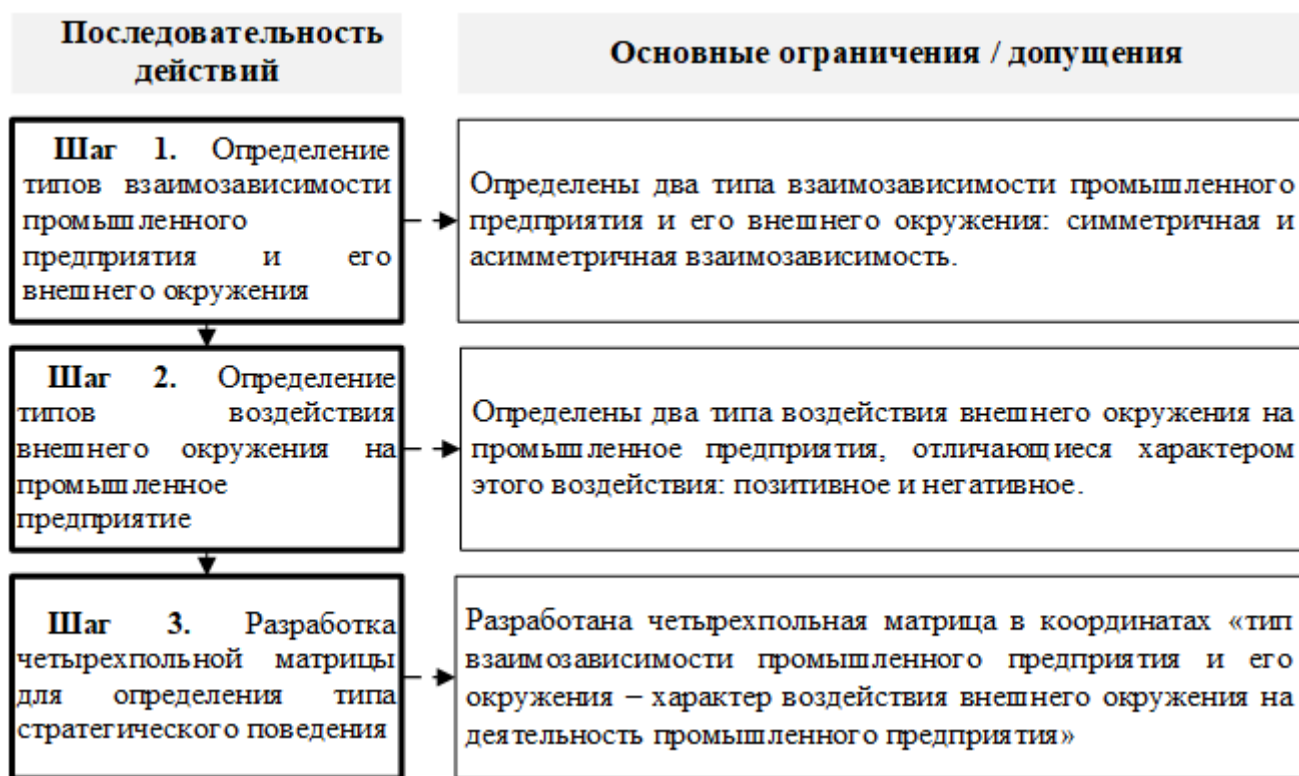 Последовательность
действий
Основные ограничения / допущения
Шаг 1. Определение
типов взаимозависимости
промышленного
предприятия и его
внешнего окружения
Определены два типа взаимозависимости промышленного
предприятия и его внешнего окружения: симметричная и
асимметричная взаимозависимость.
Шаг 2. Определение
типов воздействия
внешнего окружения на
промышленное
предприятие
Определены два типа воздействия внешнего окружения на
промышленное предприятия, отличающиеся характером
этого воздействия: позитивное и негативное.
Шаг 3. Разработка
четырехпольной матрицы
для определения типа
стратегического поведения
Разработана четырехпольная матрица в координатах «тип
взаимозависимости промышленного предприятия и его
окружения – характер воздействия внешнего окружения на
деятельность промышленного предприятия»